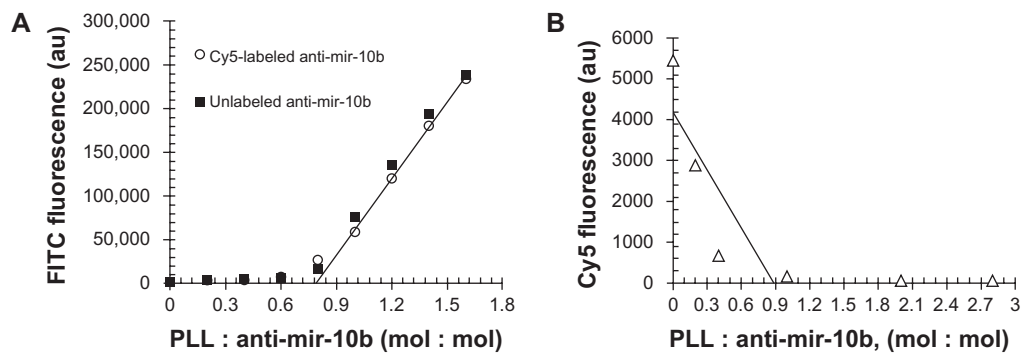 A
FITC fluorescence (au)
300,000
250,000
200,000
150,000
100,000
50,000
0
Cy5-labeled anti-mir-10b
Unlabeled anti-mir-10b
0 0.3 0.6 0.9 1.2 1.5 1.8
PLL : anti-mir-10b (mol : mol)
B
Cy5 fluorescence (au)
6000
5000
4000
3000
2000
1000
0
0 0.3 0.6 0.9 1.2 1.5 1.8 2.1 2.4 2.7 3
PLL : anti-mir-10b, (mol : mol)